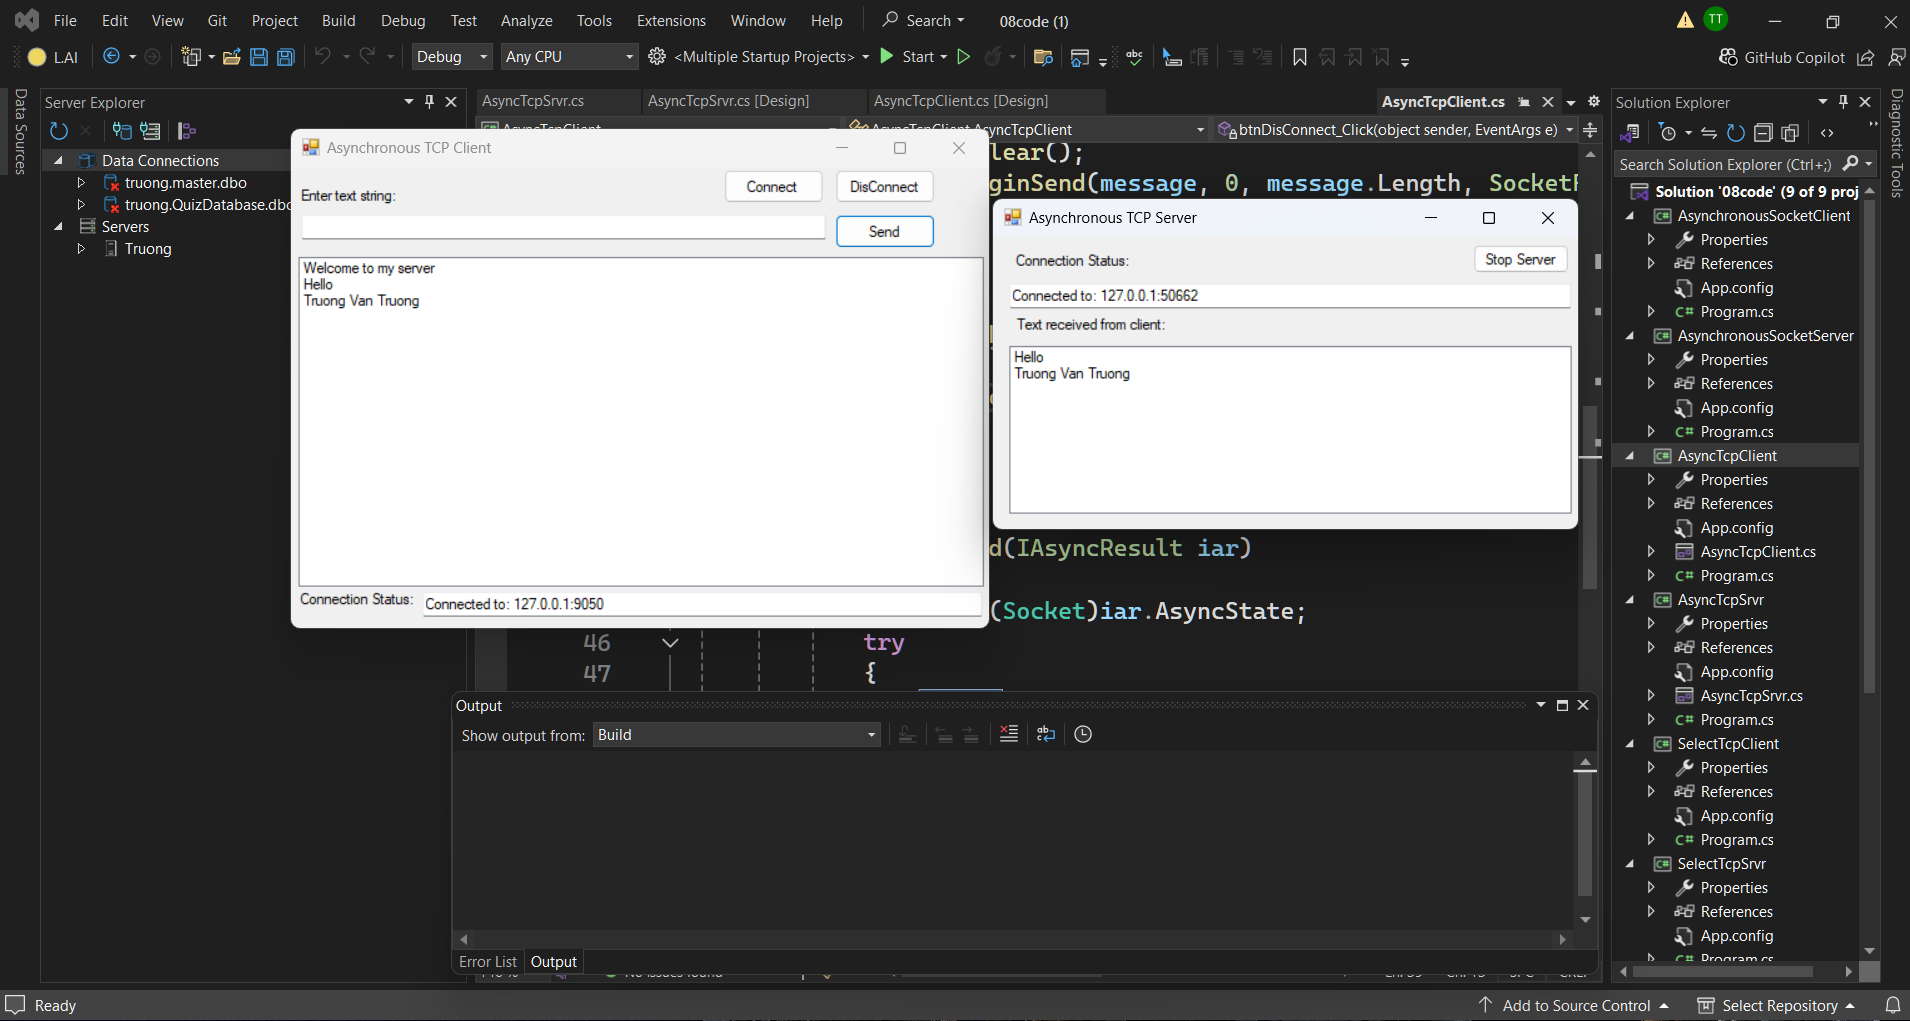 File Edit View Git Project Build Debug Test Analyze Tools Extensions Window Help Search 08code (1) TT
LAI Debug Any CPU <Multiple Startup Projects> Start abc GitHub Copilot
Data Sources
Server Explorer
Data Connections
truong.master.dbo
truong.QuizDatabase.dbo
Servers
Truong
AsyncTcpSrvr.cs AsyncTcpSrvr.cs [Design] AsyncTcpClient.cs [Design] AsyncTcpClient.cs
AsyncTcpClient AsyncTcpClient.AsyncTcpClient btnDisConnect_Click(object sender, EventArgs e)
lear();
ginSend(message, 0, message.Length, SocketF
Asynchronous TCP Client
Connect DisConnect
Enter text string:
Send
Welcome to my server
Hello
Truong Van Truong
Connection Status: Connected to: 127.0.0.1:9050
Asynchronous TCP Server
Connection Status: Stop Server
Connected to: 127.0.0.1:50662
Text received from client:
Hello
Truong Van Truong
d(IAsyncResult iar)
(Socket)iar.AsyncState;
46 try
47 {
Output
Show output from: Build
Error List Output
Solution Explorer
Search Solution Explorer (Ctrl+;)
Solution '08code' (9 of 9 proj
C# AsynchronousSocketClient
Properties
References
App.config
C# Program.cs
C# AsynchronousSocketServer
Properties
References
App.config
C# Program.cs
C# AsyncTcpClient
Properties
References
App.config
AsyncTcpClient.cs
C# Program.cs
C# AsyncTcpSrvr
Properties
References
App.config
AsyncTcpSrvr.cs
C# Program.cs
C# SelectTcpClient
Properties
References
App.config
C# Program.cs
C# SelectTcpSrvr
Properties
References
App.config
C# Program.cs
Diagnostic Tools
Ready Add to Source Control Select Repository